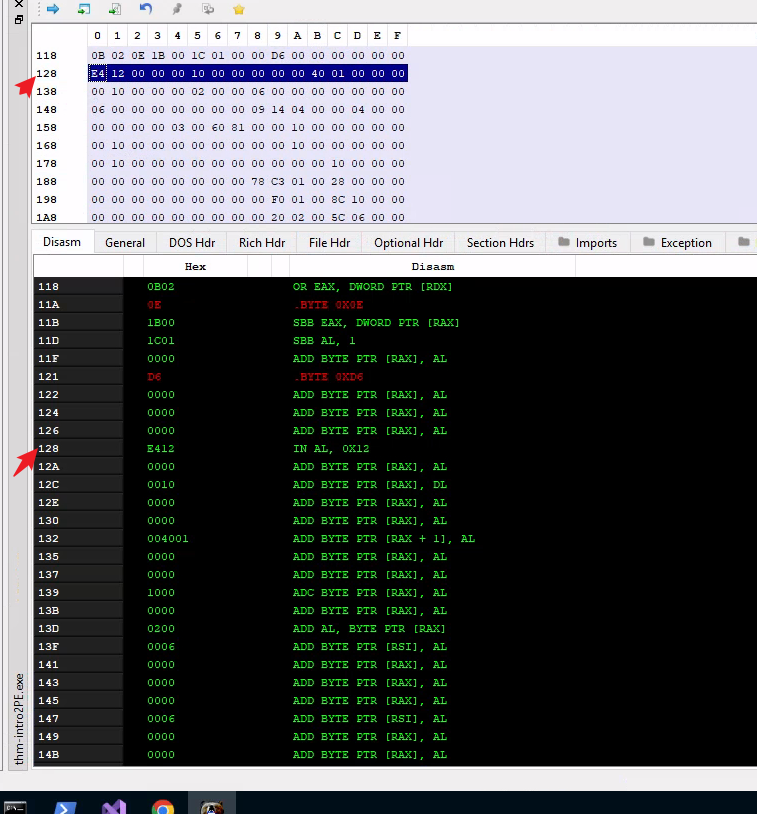 0 1 2 3 4 5 6 7 8 9 A B C D E F
118 0B 02 0E 1B 00 1C 01 00 00 D6 00 00 00 00 00 00
128 E4 12 00 00 00 10 00 00 00 00 00 40 01 00 00 00
138 00 10 00 00 00 02 00 00 06 00 00 00 00 00 00 00
148 06 00 00 00 00 00 00 00 09 14 04 00 00 04 00 00
158 00 00 00 00 03 00 60 81 00 00 10 00 00 00 00 00
168 00 10 00 00 00 00 00 00 00 00 10 00 00 00 00 00
178 00 10 00 00 00 00 00 00 00 00 00 00 10 00 00 00
188 00 00 00 00 00 00 00 00 78 C3 01 00 28 00 00 00
198 00 00 00 00 00 00 00 00 00 F0 01 00 8C 10 00 00
1A8 00 00 00 00 00 00 00 00 00 20 02 00 5C 06 00 00
Disasm General DOS Hdr Rich Hdr File Hdr Optional Hdr Section Hdrs Imports Exception
Hex Disasm
118 0B02 OR EAX, DWORD PTR [RDX]
11A 0E .BYTE 0X0E
11B 1B00 SBB EAX, DWORD PTR [RAX]
11D 1C01 SBB AL, 1
11F 0000 ADD BYTE PTR [RAX], AL
121 D6 .BYTE 0XD6
122 0000 ADD BYTE PTR [RAX], AL
124 0000 ADD BYTE PTR [RAX], AL
126 0000 ADD BYTE PTR [RAX], AL
128 E412 IN AL, 0X12
12A 0000 ADD BYTE PTR [RAX], AL
12C 0010 ADD BYTE PTR [RAX], DL
12E 0000 ADD BYTE PTR [RAX], AL
130 0000 ADD BYTE PTR [RAX], AL
132 004001 ADD BYTE PTR [RAX + 1], AL
135 0000 ADD BYTE PTR [RAX], AL
137 0000 ADD BYTE PTR [RAX], AL
139 1000 ADC BYTE PTR [RAX], AL
13B 0000 ADD BYTE PTR [RAX], AL
13D 0200 ADD AL, BYTE PTR [RAX]
13F 0006 ADD BYTE PTR [RSI], AL
141 0000 ADD BYTE PTR [RAX], AL
143 0000 ADD BYTE PTR [RAX], AL
145 0000 ADD BYTE PTR [RAX], AL
147 0006 ADD BYTE PTR [RSI], AL
149 0000 ADD BYTE PTR [RAX], AL
14B 0000 ADD BYTE PTR [RAX], AL
thm-intro2PE.exe